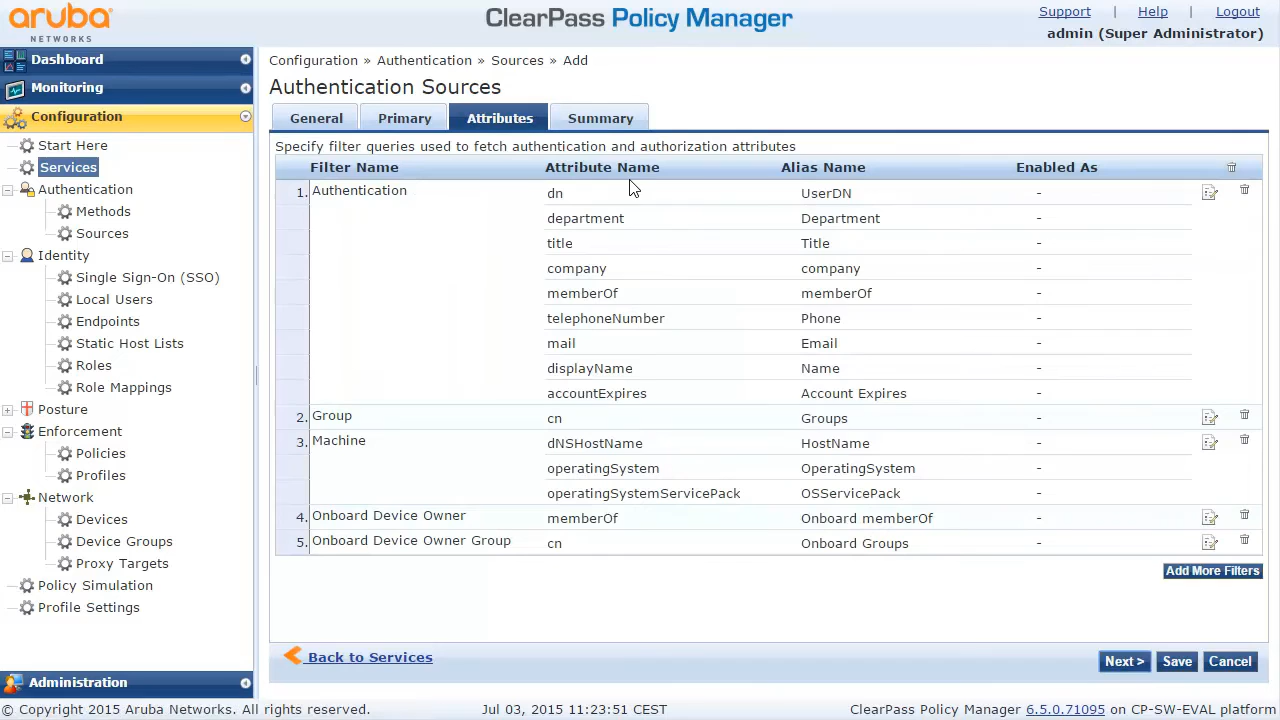 aruba
NETWORKS
ClearPass Policy Manager
Support | Help | Logout
admin (Super Administrator)
Dashboard
Monitoring
Configuration
Start Here
Services
Authentication
Methods
Sources
Identity
Single Sign-On (SSO)
Local Users
Endpoints
Static Host Lists
Roles
Role Mappings
Posture
Enforcement
Policies
Profiles
Network
Devices
Device Groups
Proxy Targets
Policy Simulation
Profile Settings
Administration
Configuration » Authentication » Sources » Add
Authentication Sources
General Primary Attributes Summary
Specify filter queries used to fetch authentication and authorization attributes
Filter Name Attribute Name Alias Name Enabled As
1. Authentication dn UserDN -
department Department -
title Title -
company company -
memberOf memberOf -
telephoneNumber Phone -
mail Email -
displayName Name -
accountExpires Account Expires -
2. Group cn Groups -
3. Machine dNSHostName HostName -
operatingSystem OperatingSystem -
operatingSystemServicePack OSServicePack -
4. Onboard Device Owner memberOf Onboard memberOf -
5. Onboard Device Owner Group cn Onboard Groups -
Add More Filters
Back to Services
Next > Save Cancel
© Copyright 2015 Aruba Networks. All rights reserved. Jul 03, 2015 11:23:51 CEST ClearPass Policy Manager 6.5.0.71095 on CP-SW-EVAL platform